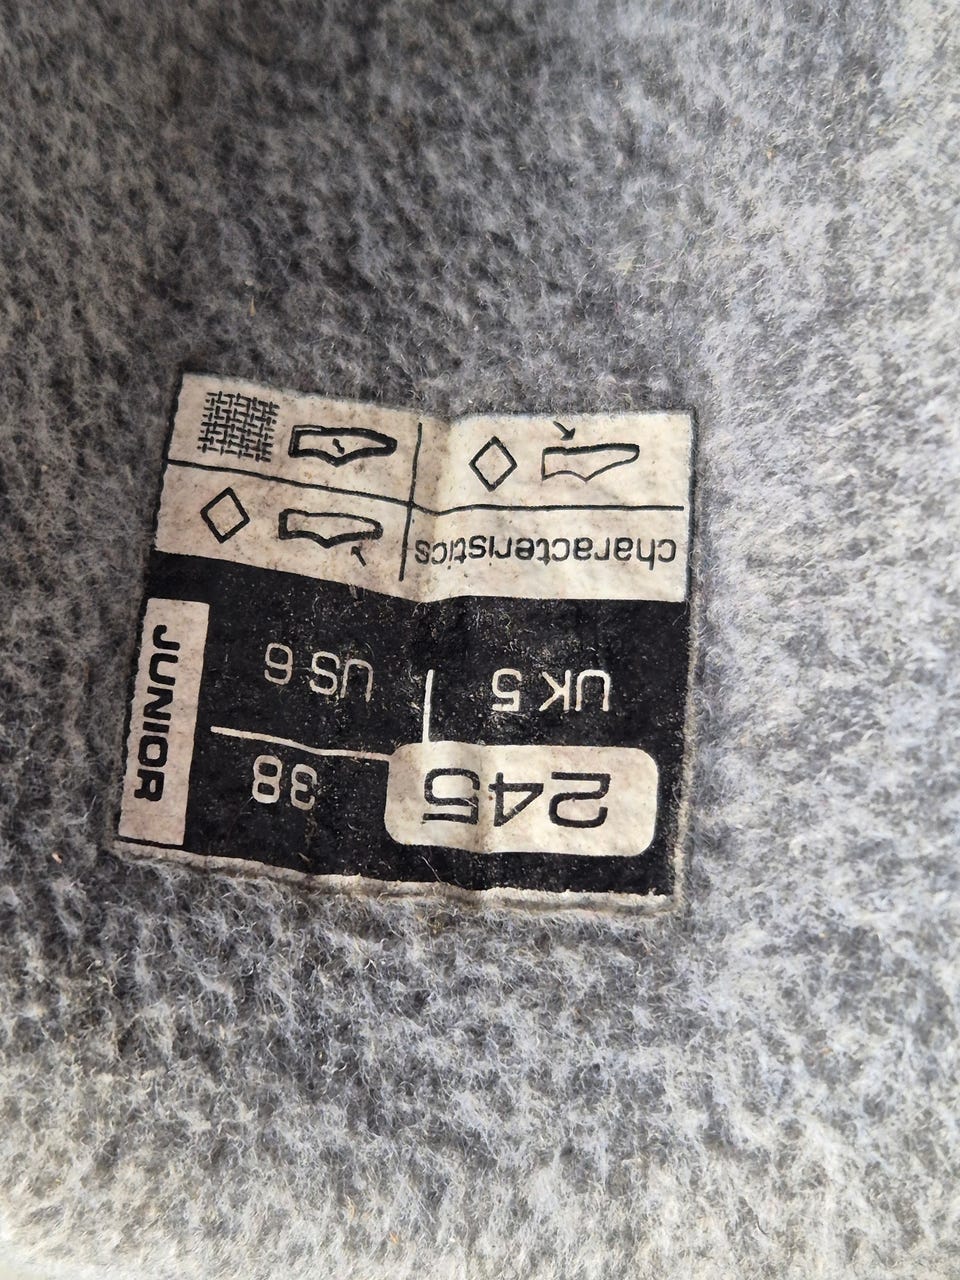 245
38
UK 5
US 6
JUNIOR
characteristics